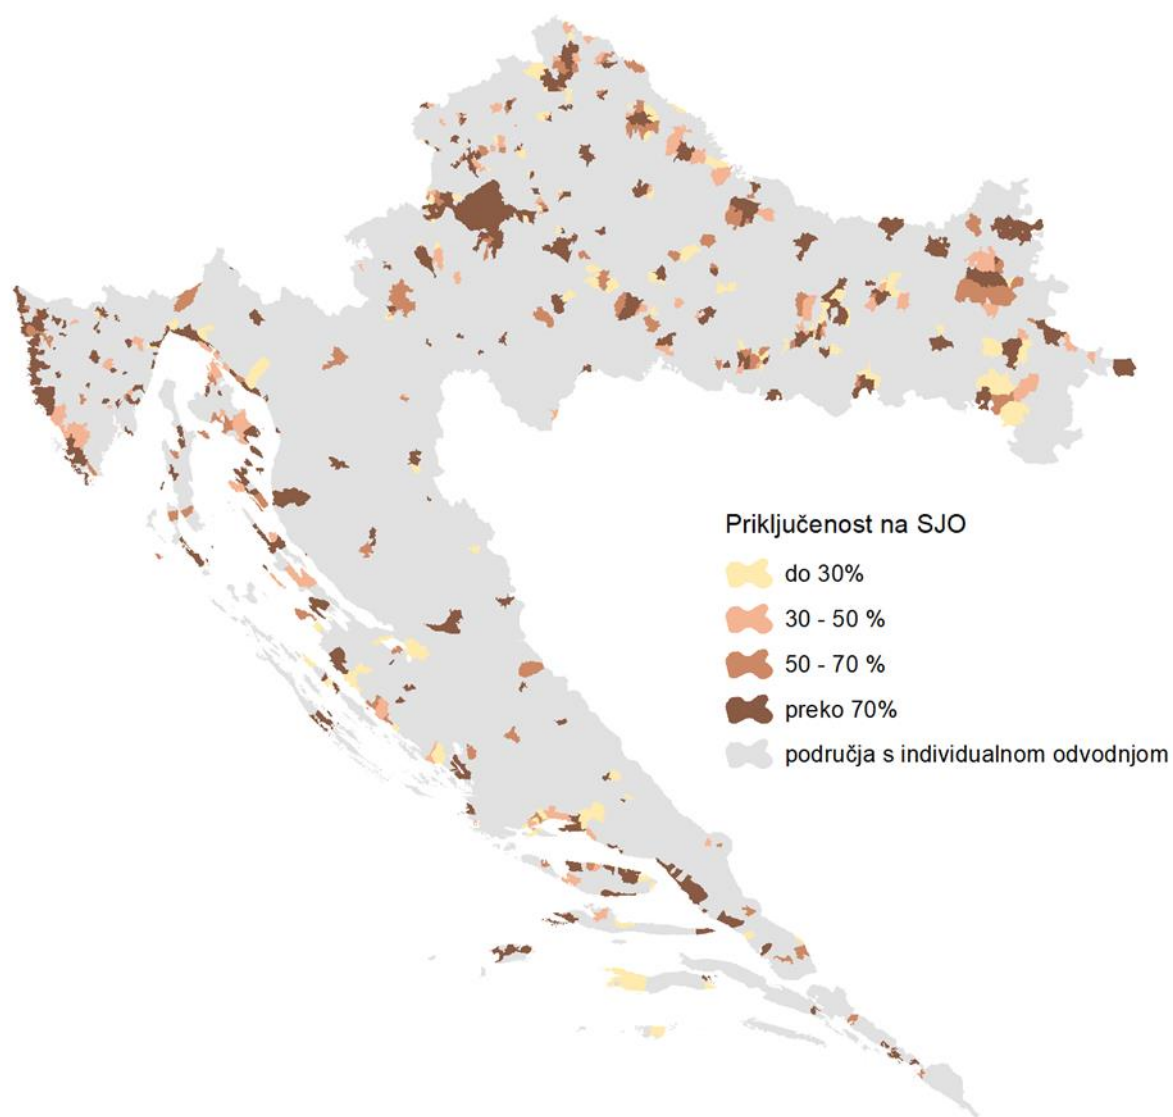 Priključenost na SJO
do 30%
30 - 50 %
50 - 70 %
preko 70%
područja s individualnom odvodnjom